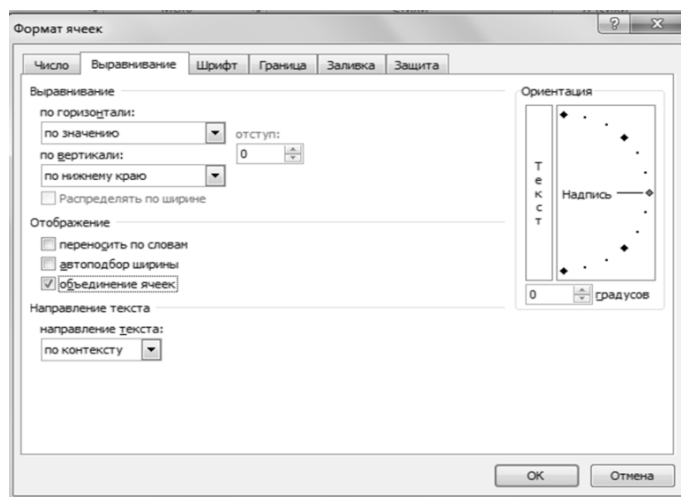 Формат ячеек
Число Выравнивание Шрифт Граница Заливка Защита
Выравнивание
по горизонтали:
по значению
отступ:
по вертикали:
0
по нижнему краю
Распределять по ширине
Отображение
переносить по словам
автоподбор ширины
объединение ячеек
Направление текста
направление текста:
по контексту
Ориентация
Текст
Надпись
0 градусов
ОК Отмена